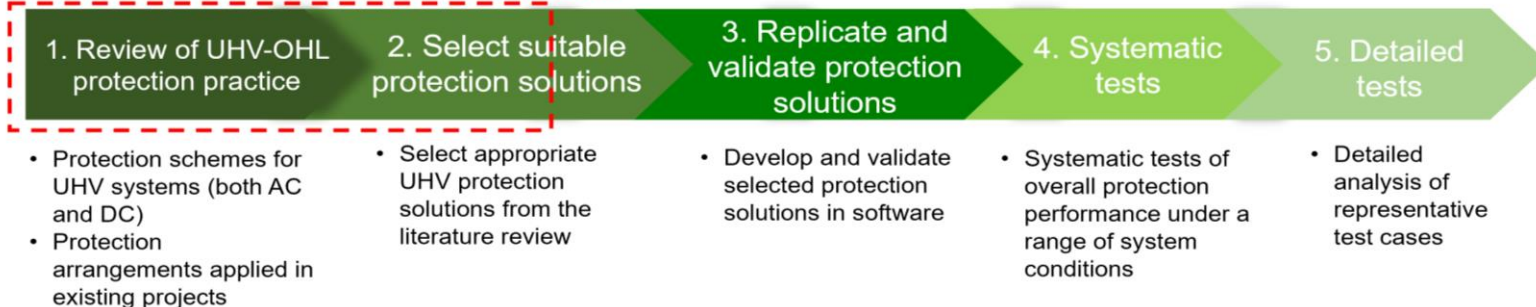 1. Review of UHV-OHL
protection practice
2. Select suitable
protection solutions
3. Replicate and
validate protection
solutions
4. Systematic
tests
5. Detailed
tests
• Protection schemes for
UHV systems (both AC
and DC)
• Protection
arrangements applied in
existing projects
• Select appropriate
UHV protection
solutions from the
literature review
• Develop and validate
selected protection
solutions in software
• Systematic tests of
overall protection
performance under a
range of system
conditions
• Detailed
analysis of
representative
test cases